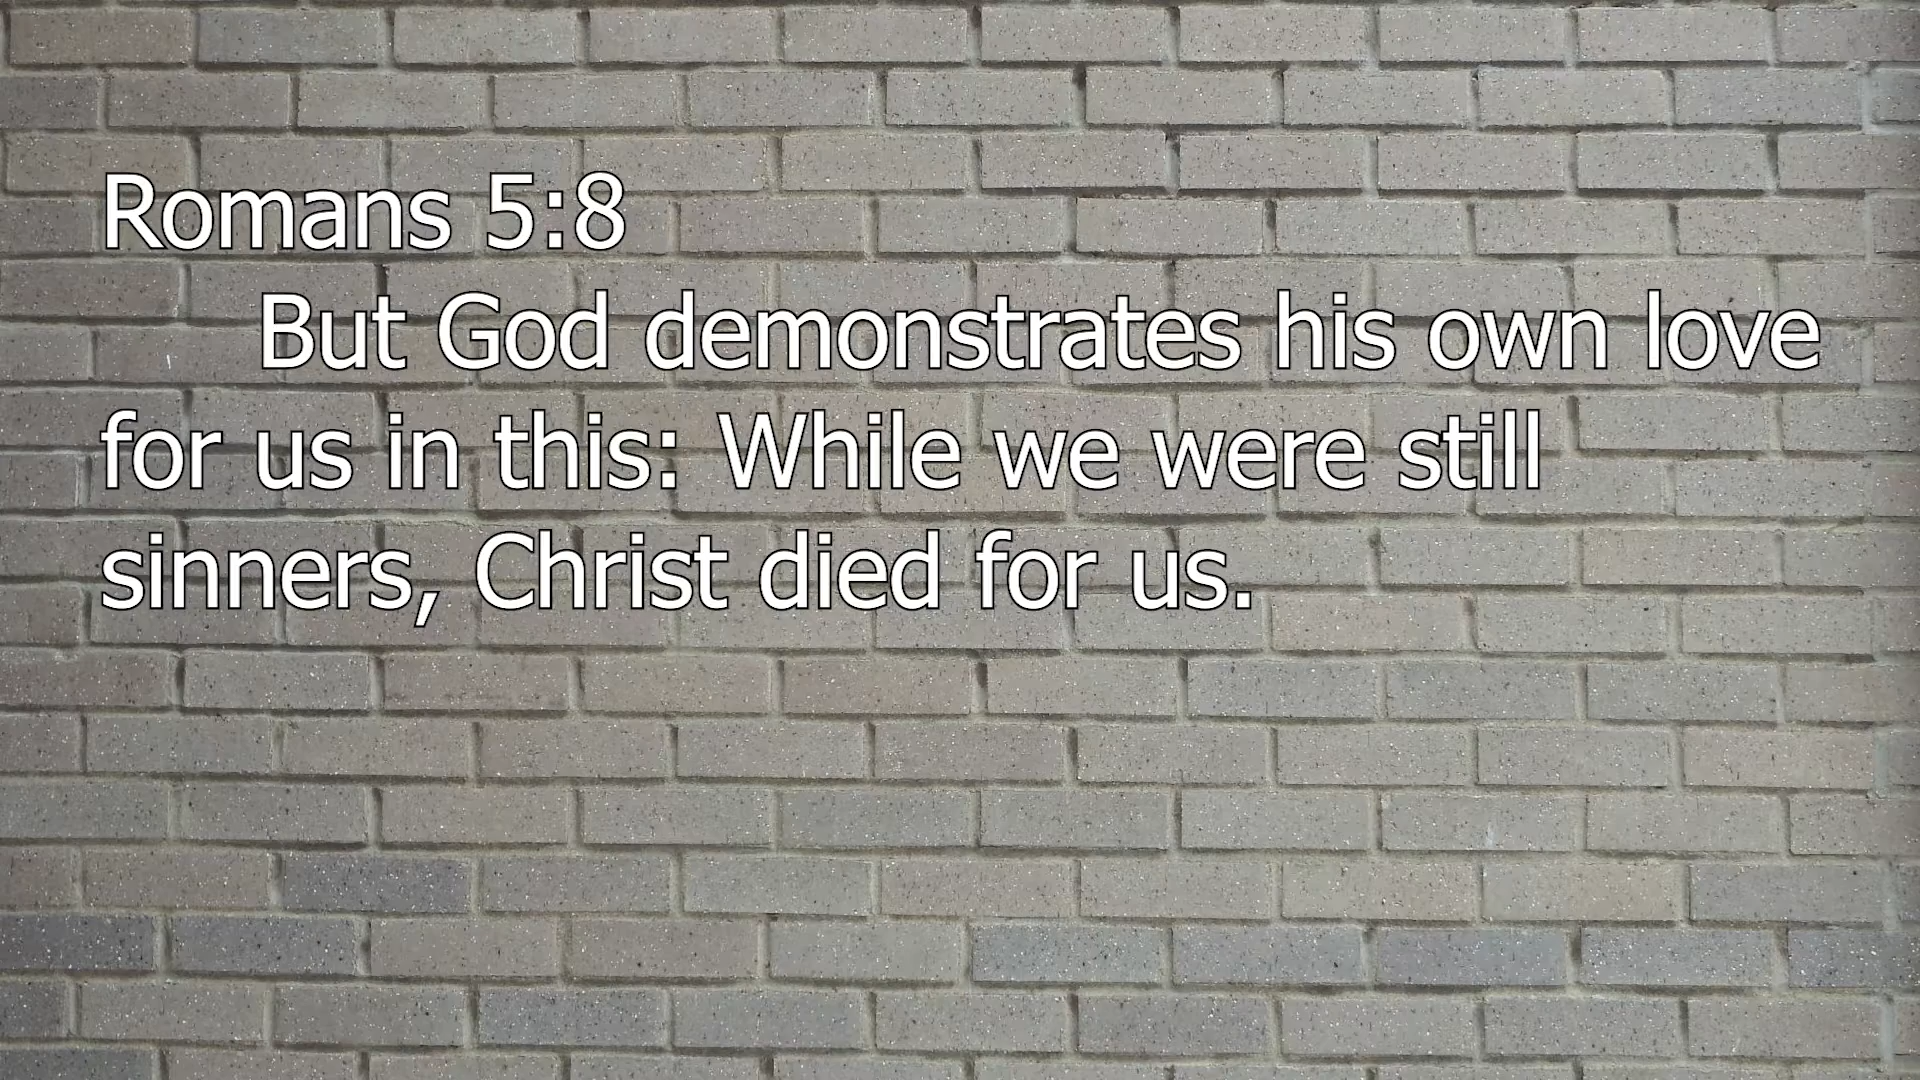 Romans 5:8
But God demonstrates his own love
for us in this: While we were still
sinners, Christ died for us.